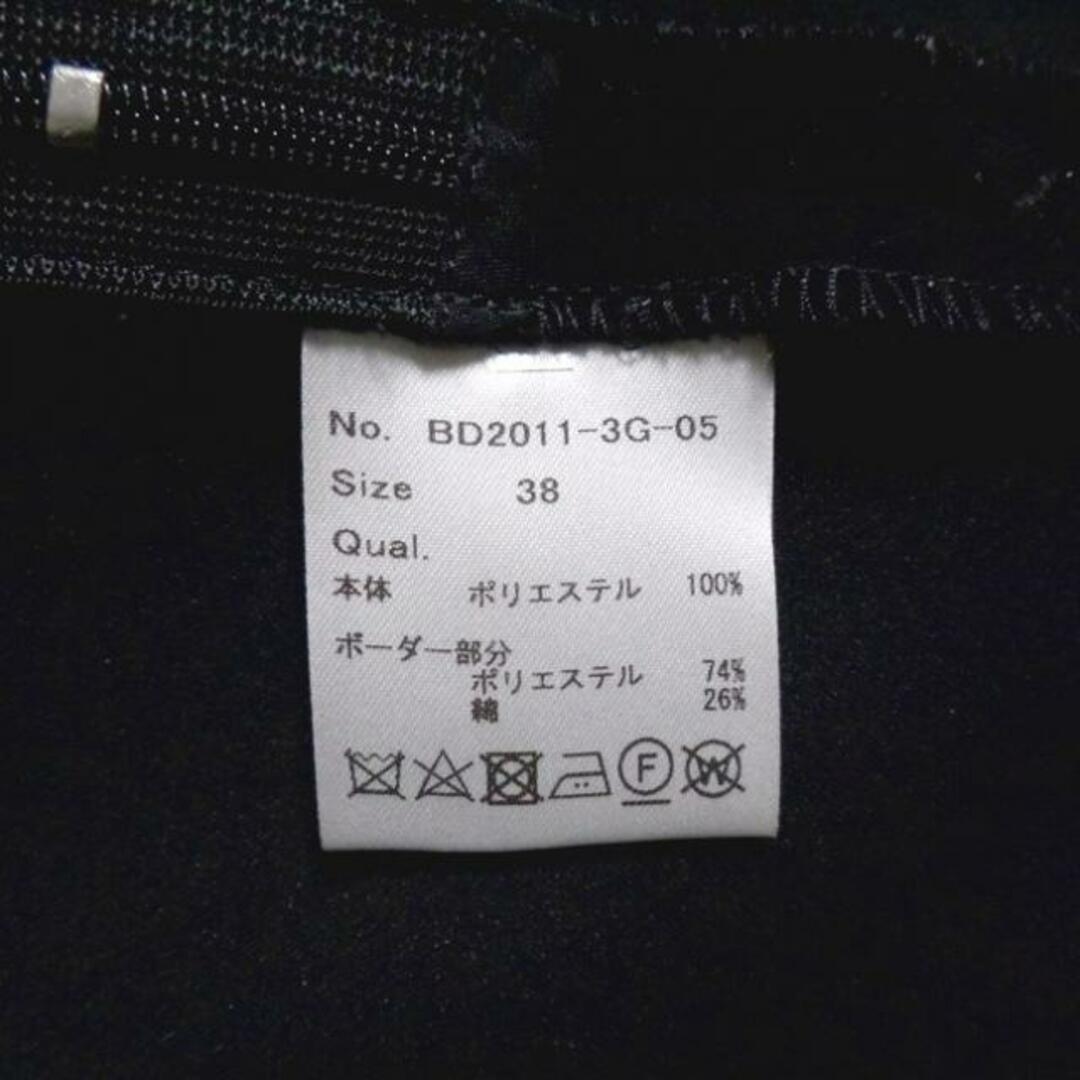 No. BD2011-3G-05
Size 38
Qual.
本体 ポリエステル 100%
ボーダー部分
ポリエステル 74%
綿 26%
F W